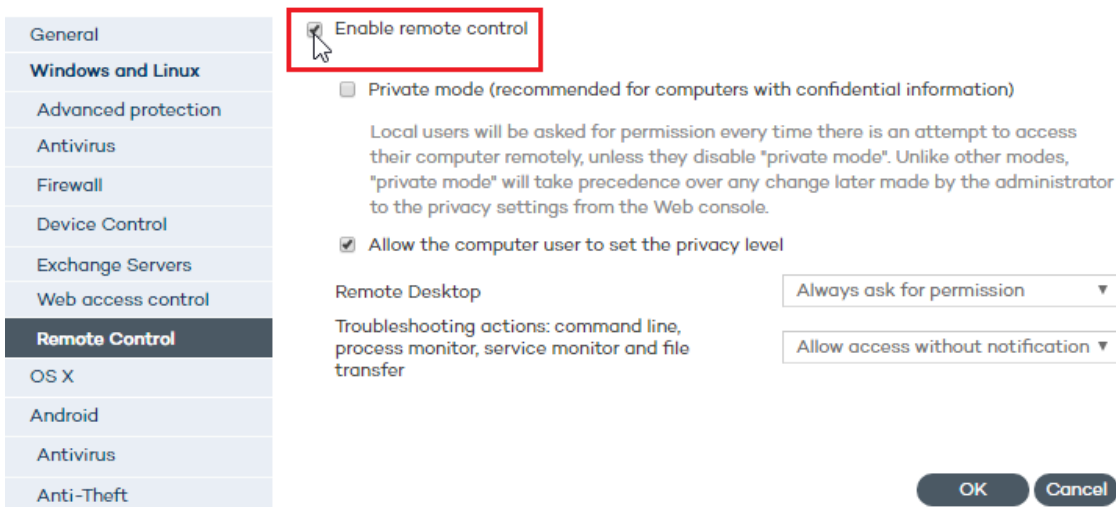 General
Windows and Linux
Advanced protection
Antivirus
Firewall
Device Control
Exchange Servers
Web access control
Remote Control
OS X
Android
Antivirus
Anti-Theft
Enable remote control
Private mode (recommended for computers with confidential information)
Local users will be asked for permission every time there is an attempt to access
their computer remotely, unless they disable "private mode". Unlike other modes,
"private mode" will take precedence over any change later made by the administrator
to the privacy settings from the Web console.
Allow the computer user to set the privacy level
Remote Desktop
Always ask for permission
Troubleshooting actions: command line,
process monitor, service monitor and file
transfer
Allow access without notification
OK
Cancel